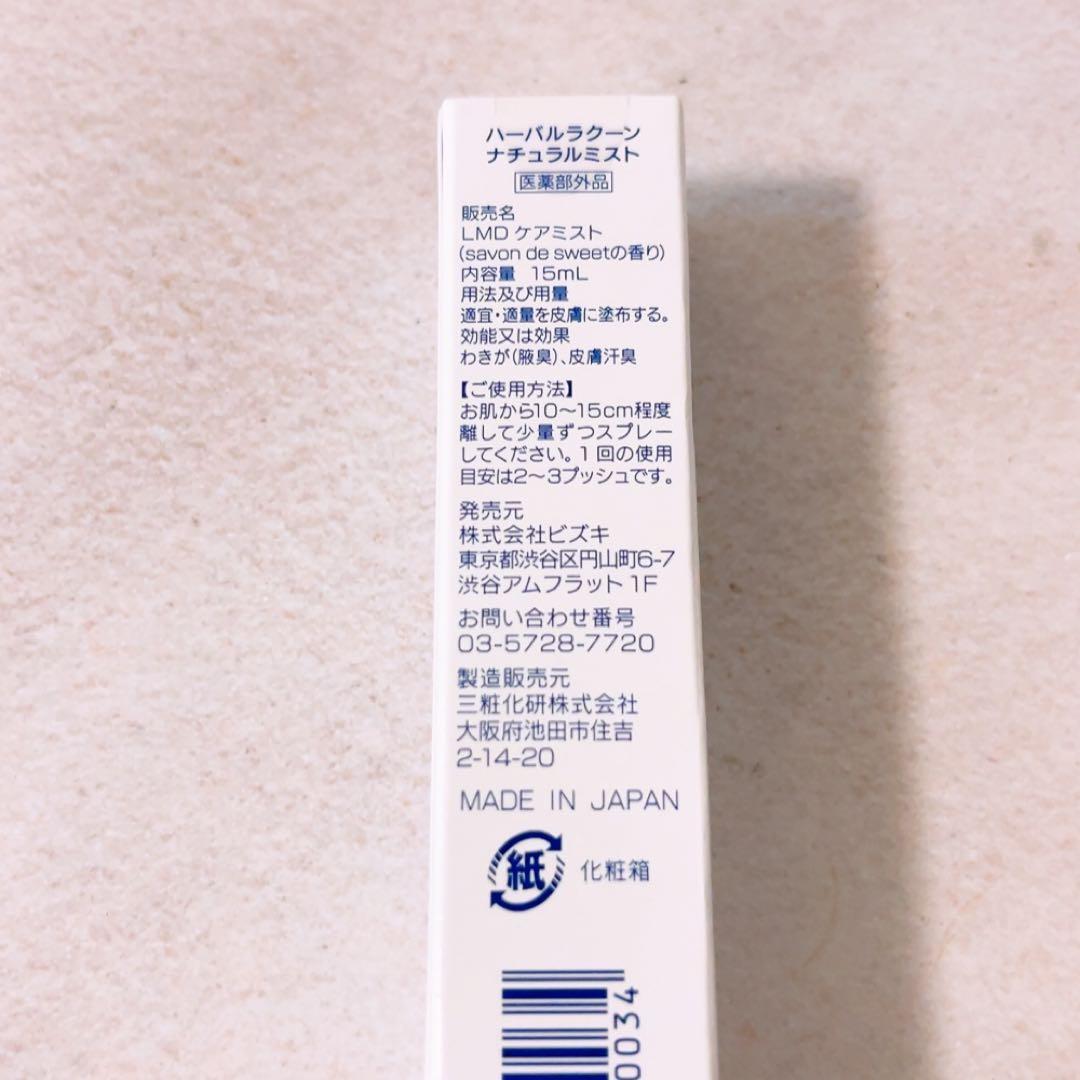 ハーバルラクーン
ナチュラルミスト
医薬部外品
販売名
LMD ケアミスト
(savon de sweetの香り)
内容量 15mL
用法及び用量
適宜・適量を皮膚に塗布する。
効能又は効果
わきが(腋臭)、皮膚汗臭
【ご使用方法】
お肌から10〜15cm程度
離して少量ずつスプレー
してください。1回の使用
目安は2〜3プッシュです。
発売元
株式会社ビズキ
東京都渋谷区円山町6-7
渋谷アムフラット1F
お問い合わせ番号
03-5728-7720
製造販売元
三粧化研株式会社
大阪府池田市住吉
2-14-20
MADE IN JAPAN
紙 化粧箱
0034